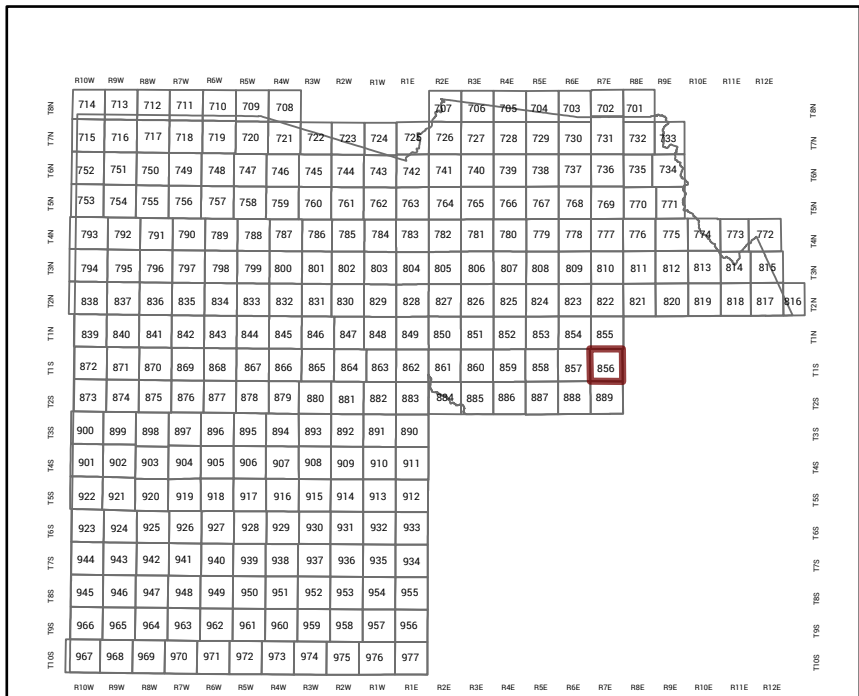 R10W R9W R8W R7W R6W R5W R4W R3W R2W R1W R1E R2E R3E R4E R5E R6E R7E R8E R9E R10E R11E R12E
T8N 714 713 712 711 710 709 708 707 706 705 704 703 702 701 T8N
T7N 715 716 717 718 719 720 721 722 723 724 725 726 727 728 729 730 731 732 733 T7N
T6N 752 751 750 749 748 747 746 745 744 743 742 741 740 739 738 737 736 735 734 T6N
T5N 753 754 755 756 757 758 759 760 761 762 763 764 765 766 767 768 769 770 771 T5N
T4N 793 792 791 790 789 788 787 786 785 784 783 782 781 780 779 778 777 776 775 774 773 772 T4N
T3N 794 795 796 797 798 799 800 801 802 803 804 805 806 807 808 809 810 811 812 813 814 815 T3N
T2N 838 837 836 835 834 833 832 831 830 829 828 827 826 825 824 823 822 821 820 819 818 817 816 T2N
T1N 839 840 841 842 843 844 845 846 847 848 849 850 851 852 853 854 855 T1N
T1S 872 871 870 869 868 867 866 865 864 863 862 861 860 859 858 857 856 T1S
T2S 873 874 875 876 877 878 879 880 881 882 883 884 885 886 887 888 889 T2S
T3S 900 899 898 897 896 895 894 893 892 891 890 T3S
T4S 901 902 903 904 905 906 907 908 909 910 911 T4S
T5S 922 921 920 919 918 917 916 915 914 913 912 T5S
T6S 923 924 925 926 927 928 929 930 931 932 933 T6S
T7S 944 943 942 941 940 939 938 937 936 935 934 T7S
T8S 945 946 947 948 949 950 951 952 953 954 955 T8S
T9S 966 965 964 963 962 961 960 959 958 957 956 T9S
T10S 967 968 969 970 971 972 973 974 975 976 977 T10S
R10W R9W R8W R7W R6W R5W R4W R3W R2W R1W R1E R2E R3E R4E R5E R6E R7E R8E R9E R10E R11E R12E